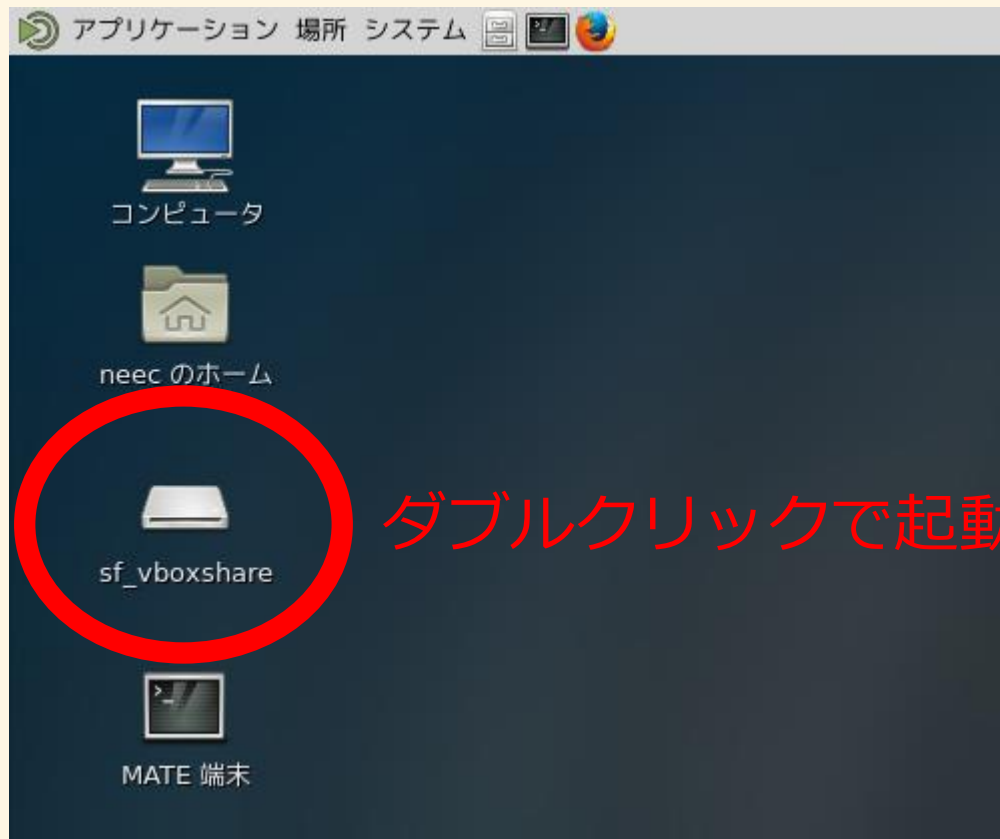 アプリケーション 場所 システム
コンピュータ
neec のホーム
ダブルクリックで起動
sf_vboxshare
MATE 端末